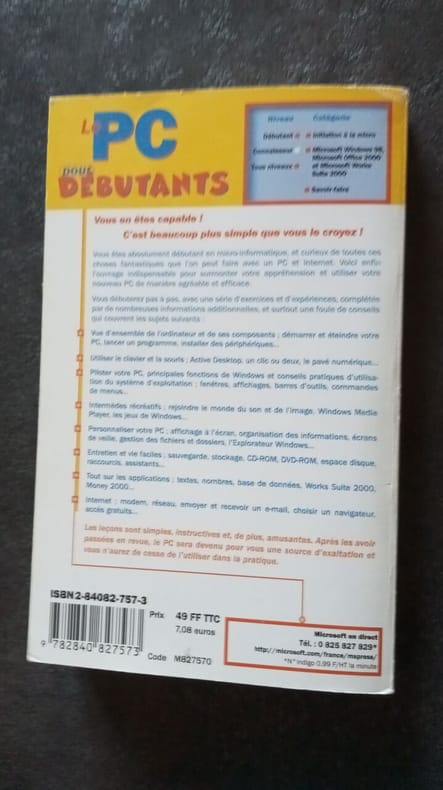 Le PC
POUR
DÉBUTANTS
Niveau
Catégorie
Débutant
Initiation à la micro
Connaisseur
Microsoft Windows 98,
Microsoft Office 2000
et Microsoft Works
Suite 2000
Tous niveaux
Savoir-faire
Vous en êtes capable !
C'est beaucoup plus simple que vous le croyez !
Vous êtes absolument débutant en micro-informatique, et curieux de toutes ces
choses fantastiques que l'on peut faire avec un PC et Internet. Voici enfin
l'ouvrage indispensable pour surmonter votre appréhension et utiliser votre
nouveau PC de manière agréable et efficace.
Vous débuterez pas à pas, avec une série d'exercices et d'expériences, complétés
par de nombreuses informations additionnelles, et surtout une foule de conseils
qui couvrent les sujets suivants :
Vue d'ensemble de l'ordinateur et de ses composants ; démarrer et éteindre votre
PC, lancer un programme, installer des périphériques...
Utiliser le clavier et la souris ; Active Desktop, un clic ou deux, le pavé numérique...
Piloter votre PC, principales fonctions de Windows et conseils pratiques d'utilisa-
tion du système d'exploitation ; fenêtres, affichages, barres d'outils, commandes
de menus...
Intermèdes récréatifs ; rejoindre le monde du son et de l'image, Windows Media
Player, les jeux de Windows...
Personnaliser votre PC ; affichage à l'écran, organisation des informations, écrans
de veille, gestion des fichiers et dossiers, l'Explorateur Windows...
Entretien et vie faciles ; sauvegarde, stockage, CD-ROM, DVD-ROM, espace disque,
raccourcis, assistants...
Tout sur les applications ; textes, nombres, base de données, Works Suite 2000,
Money 2000...
Internet ; modem, réseau, envoyer et recevoir un e-mail, choisir un navigateur,
accès gratuits...
Les leçons sont simples, instructives et, de plus, amusantes. Après les avoir
passées en revue, le PC sera devenu pour vous une source d'exaltation et
vous n'aurez de cesse de l'utiliser dans la pratique.
ISBN 2-84082-757-3
9 782840 827573
Prix 49 FF TTC
7,08 euros
Code M827570
Microsoft en direct
Tél. : 0 825 827 829*
http://microsoft.com/france/mspress/
*N° indigo 0,99 F/HT la minute